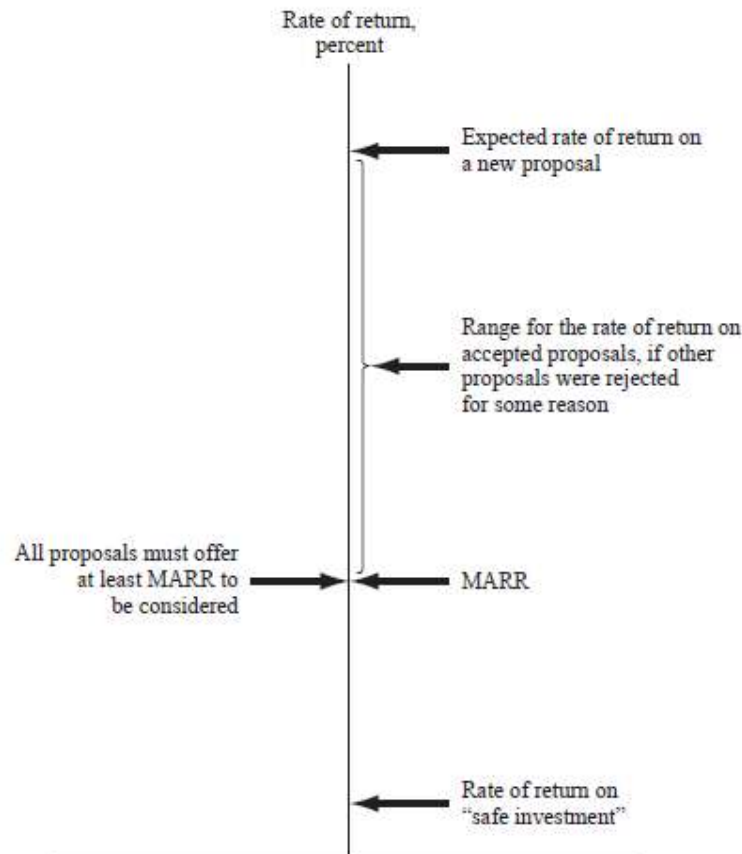 Rate of return,
percent
Expected rate of return on
a new proposal
Range for the rate of return on
accepted proposals, if other
proposals were rejected
for some reason
All proposals must offer
at least MARR to
be considered
MARR
Rate of return on
“safe investment”